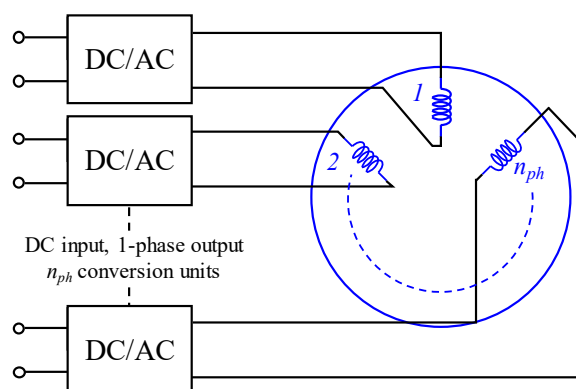 DC/AC
1
DC/AC
2
n_ph
DC input, 1-phase output
n_ph conversion units
DC/AC